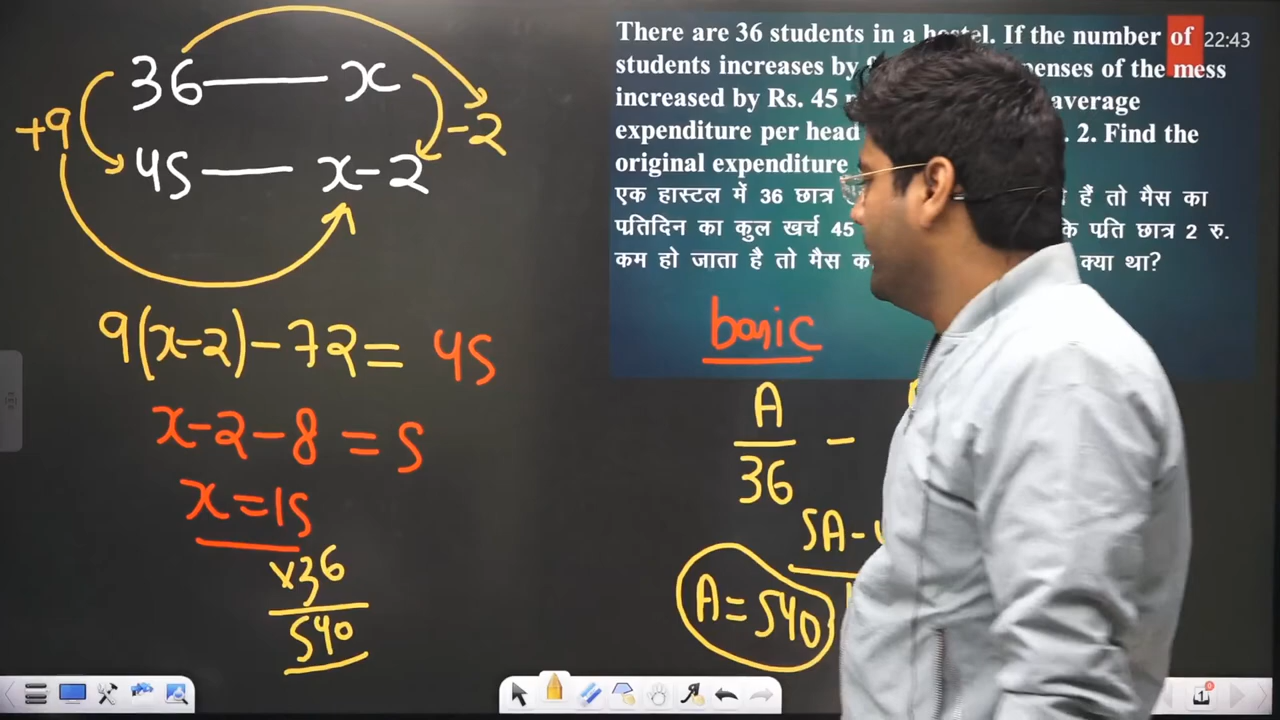 36 x
+9 -2
45 x-2
9(x-2)-72= 45
x-2-8 = 5
x=15
x36
540
There are 36 students in a hostel. If the number of
22:43
students increases by of the mess
increased by Rs. 45 average
expenditure per head . 2. Find the
original expenditure
एक हास्टल में 36 छात्र हैं तो मैस का
प्रतिदिन का कुल खर्च 45 प्रति छात्र 2 रु.
कम हो जाता है तो मैस क्या था?
basic
A
36 -
5A-
A=540
1